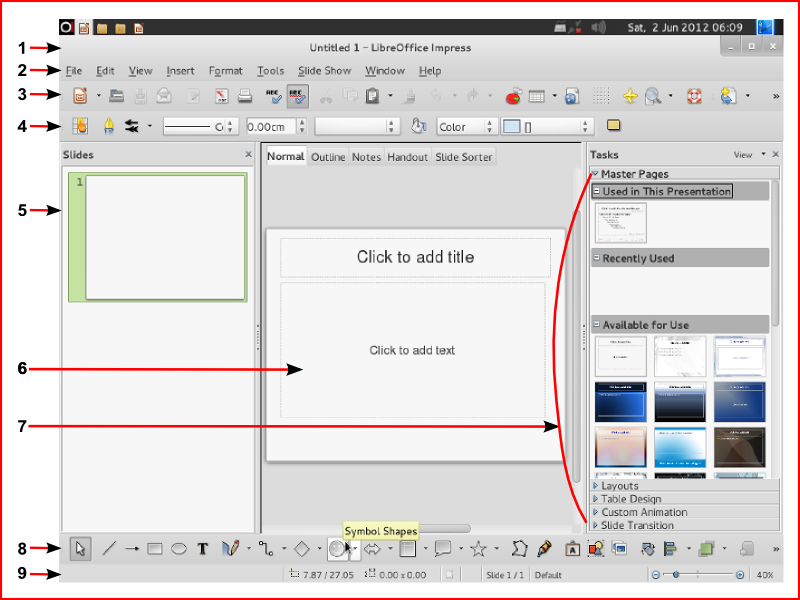 Sat, 2 Jun 2012 06:09
1
Untitled 1 – LibreOffice Impress
2
File Edit View Insert Format Tools Slide Show Window Help
3
4
0.00cm
Color
Slides
Normal Outline Notes Handout Slide Sorter
Tasks
View
Master Pages
Used in This Presentation
1
5
Recently Used
Click to add title
Available for Use
Click to add text
6
7
Layouts
Table Design
Custom Animation
Slide Transition
Symbol Shapes
8
9
7.87 / 27.05
0.00 x 0.00
Slide 1 / 1
Default
40%